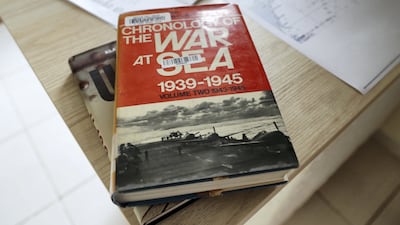 CHRONOLOGY OF
THE WAR
AT SEA
1939-1945
VOLUME TWO: 1943-1945